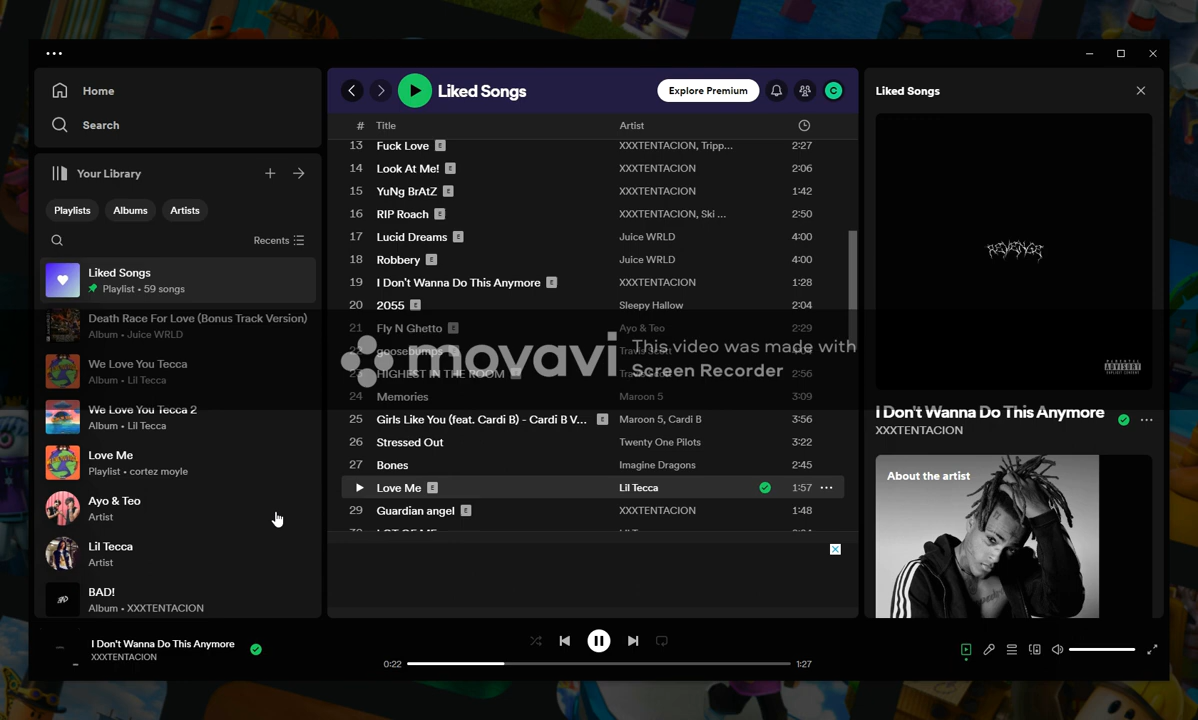 Home
Search
Your Library
Playlists
Albums
Artists
Recents
Liked Songs
Playlist • 59 songs
Death Race For Love (Bonus Track Version)
Album • Juice WRLD
We Love You Tecca
Album • Lil Tecca
We Love You Tecca 2
Album • Lil Tecca
Love Me
Playlist • cortez moyle
Ayo & Teo
Artist
Lil Tecca
Artist
BAD!
Album • XXXTENTACION
Liked Songs
Explore Premium
C
# Title Artist
13 Fuck Love E XXXTENTACION, Tripp... 2:27
14 Look At Me! E XXXTENTACION 2:06
15 YuNg BrAtZ E XXXTENTACION 1:42
16 RIP Roach E XXXTENTACION, Ski ... 2:50
17 Lucid Dreams E Juice WRLD 4:00
18 Robbery E Juice WRLD 4:00
19 I Don't Wanna Do This Anymore E XXXTENTACION 1:28
20 2055 E Sleepy Hallow 2:04
21 Fly N Ghetto E Ayo & Teo 2:29
22 goosebumps E Travis Scott
23 HIGHEST IN THE ROOM E 2:56
24 Memories Maroon 5 3:09
25 Girls Like You (feat. Cardi B) - Cardi B V... E Maroon 5, Cardi B 3:56
26 Stressed Out Twenty One Pilots 3:22
27 Bones Imagine Dragons 2:45
Love Me E Lil Tecca 1:57
29 Guardian angel E XXXTENTACION 1:48
movavi
This video was made with
Screen Recorder
Liked Songs
REVENGE
PARENTAL
ADVISORY
I Don't Wanna Do This Anymore
XXXTENTACION
About the artist
I Don't Wanna Do This Anymore
XXXTENTACION
0:22
1:27